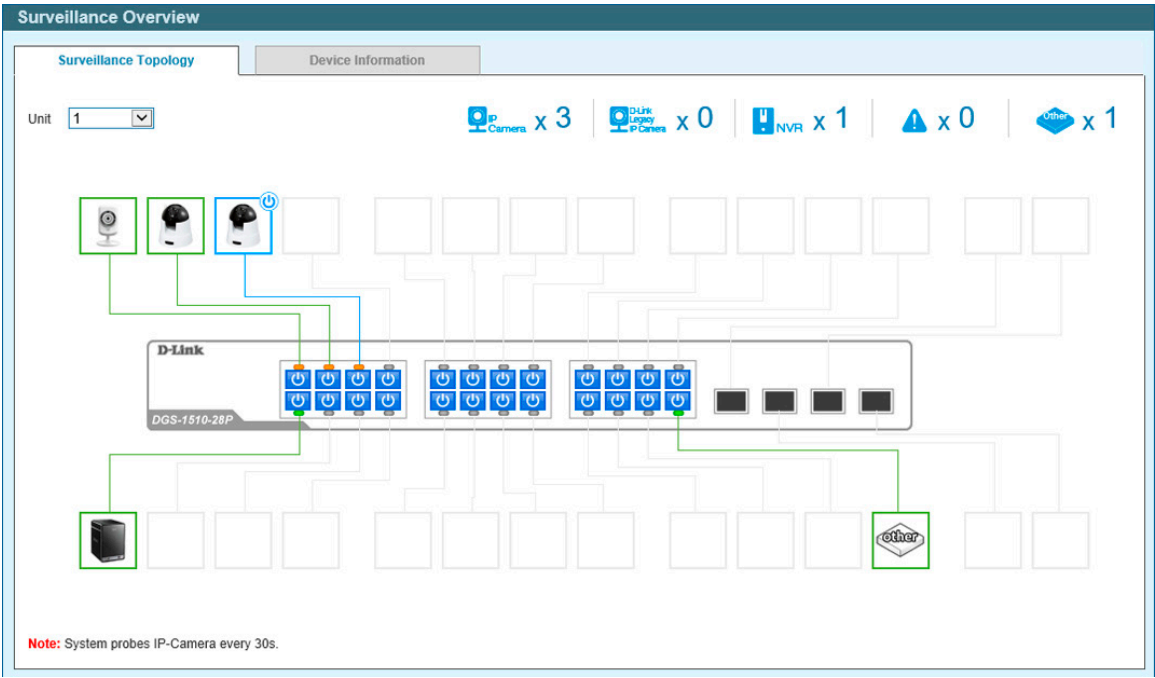 Surveillance Overview
Surveillance Topology
Device Information
Unit 1
IP Camera x 3
D-Link Legacy IP Camera x 0
NVR x 1
x 0
Other x 1
D-Link
DGS-1510-28P
other
Note: System probes IP-Camera every 30s.